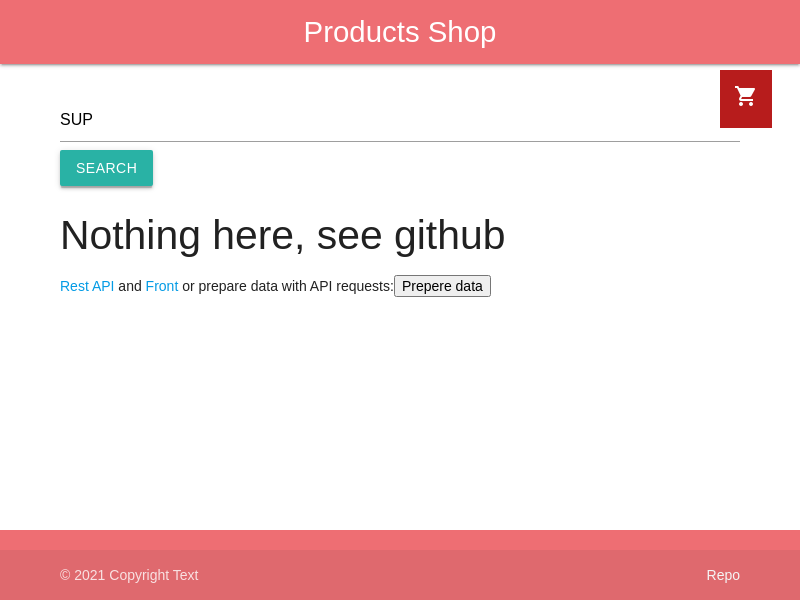 Products Shop
SUP
SEARCH
Nothing here, see github
Rest API and Front or prepare data with API requests: Prepere data
© 2021 Copyright Text
Repo